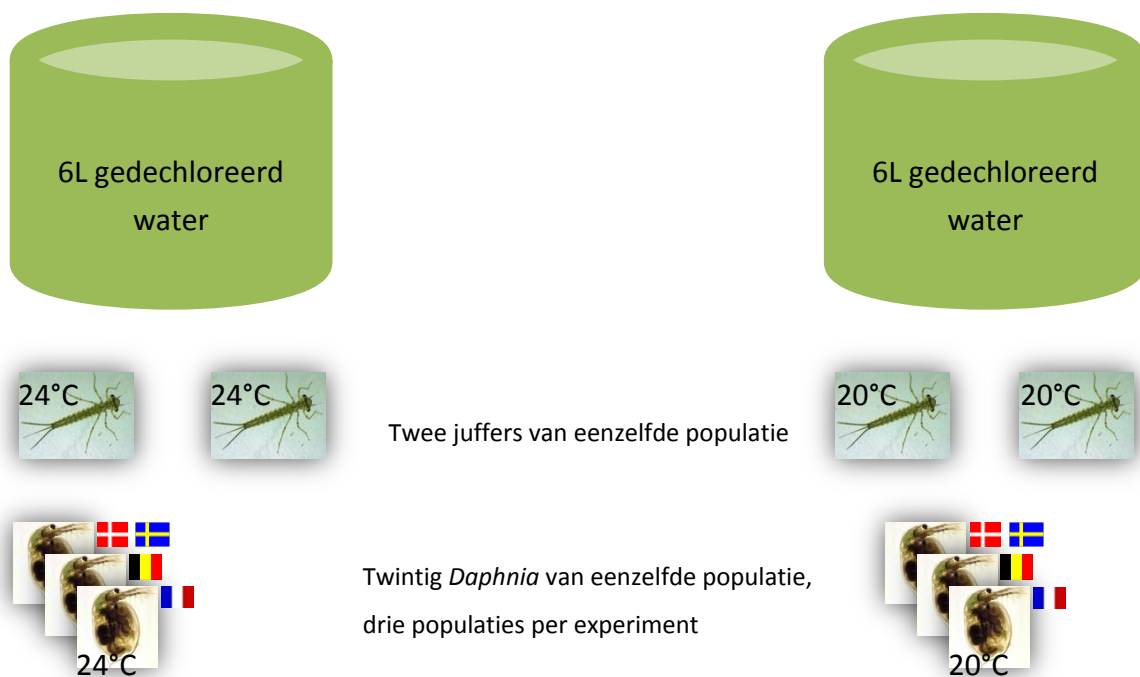 6L gedechloreerd
water
6L gedechloreerd
water
24°C
24°C
Twee juffers van eenzelfde populatie
20°C
20°C
Twintig Daphnia van eenzelfde populatie,
drie populaties per experiment
24°C
20°C